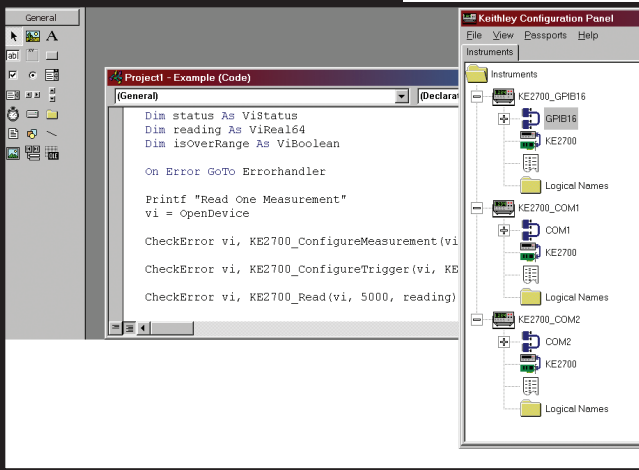 General
A
abl
Project1 - Example (Code)
(General)
Dim status As ViStatus
Dim reading As ViReal64
Dim isOverRange As ViBoolean
On Error GoTo Errorhandler
Printf "Read One Measurement"
vi = OpenDevice
CheckError vi, KE2700_ConfigureMeasurement(vi
CheckError vi, KE2700_ConfigureTrigger(vi, KE
CheckError vi, KE2700_Read(vi, 5000, reading)
Keithley Configuration Panel
File View Passports Help
Instruments
Instruments
KE2700_GPIB16
GPIB16
KE2700
Logical Names
KE2700_COM1
COM1
KE2700
Logical Names
KE2700_COM2
COM2
KE2700
Logical Names